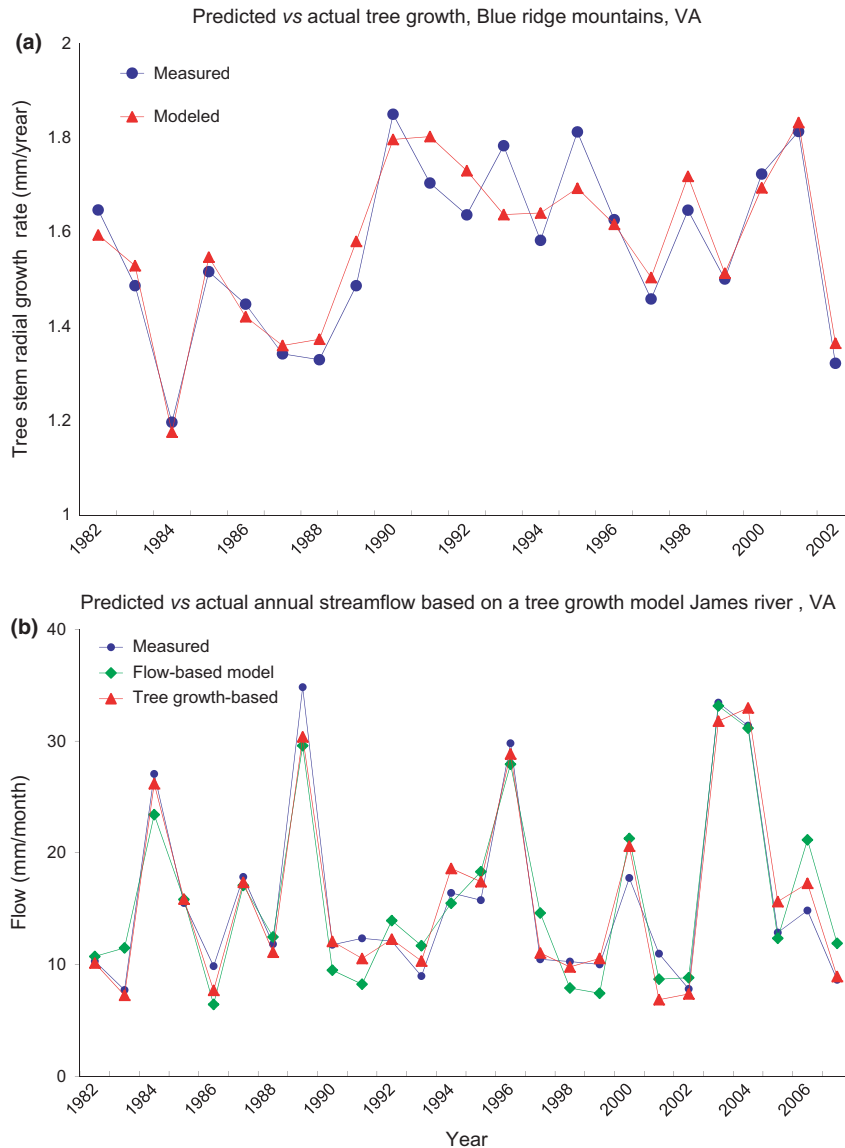 Predicted vs actual tree growth, Blue ridge mountains, VA
(a)
2
1.8
1.6
1.4
1.2
1
Tree stem radial growth rate (mm/yrear)
Measured
Modeled
1982
1984
1986
1988
1990
1992
1994
1996
1998
2000
2002
Predicted vs actual annual streamflow based on a tree growth model James river , VA
(b)
40
30
20
10
0
Flow (mm/month)
Measured
Flow-based model
Tree growth-based
1982
1984
1986
1988
1990
1992
1994
1996
1998
2000
2002
2004
2006
Year